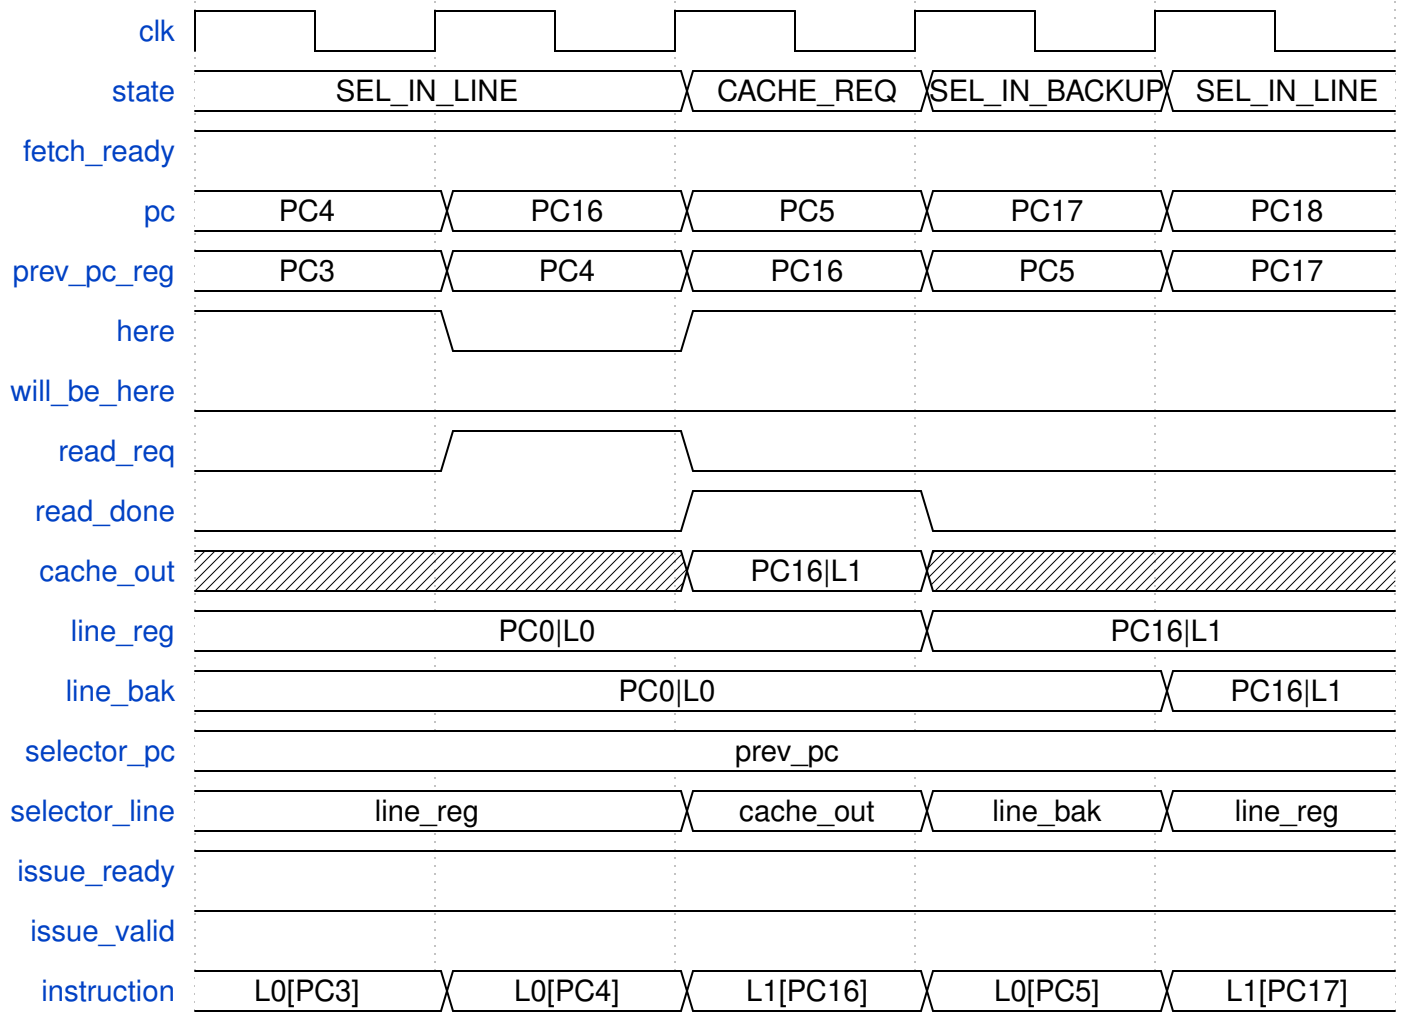 clk
state SEL_IN_LINE CACHE_REQ SEL_IN_BACKUP SEL_IN_LINE
fetch_ready
pc PC4 PC16 PC5 PC17 PC18
prev_pc_reg PC3 PC4 PC16 PC5 PC17
here
will_be_here
read_req
read_done
cache_out PC16|L1
line_reg PC0|L0 PC16|L1
line_bak PC0|L0 PC16|L1
selector_pc prev_pc
selector_line line_reg cache_out line_bak line_reg
issue_ready
issue_valid
instruction L0[PC3] L0[PC4] L1[PC16] L0[PC5] L1[PC17]